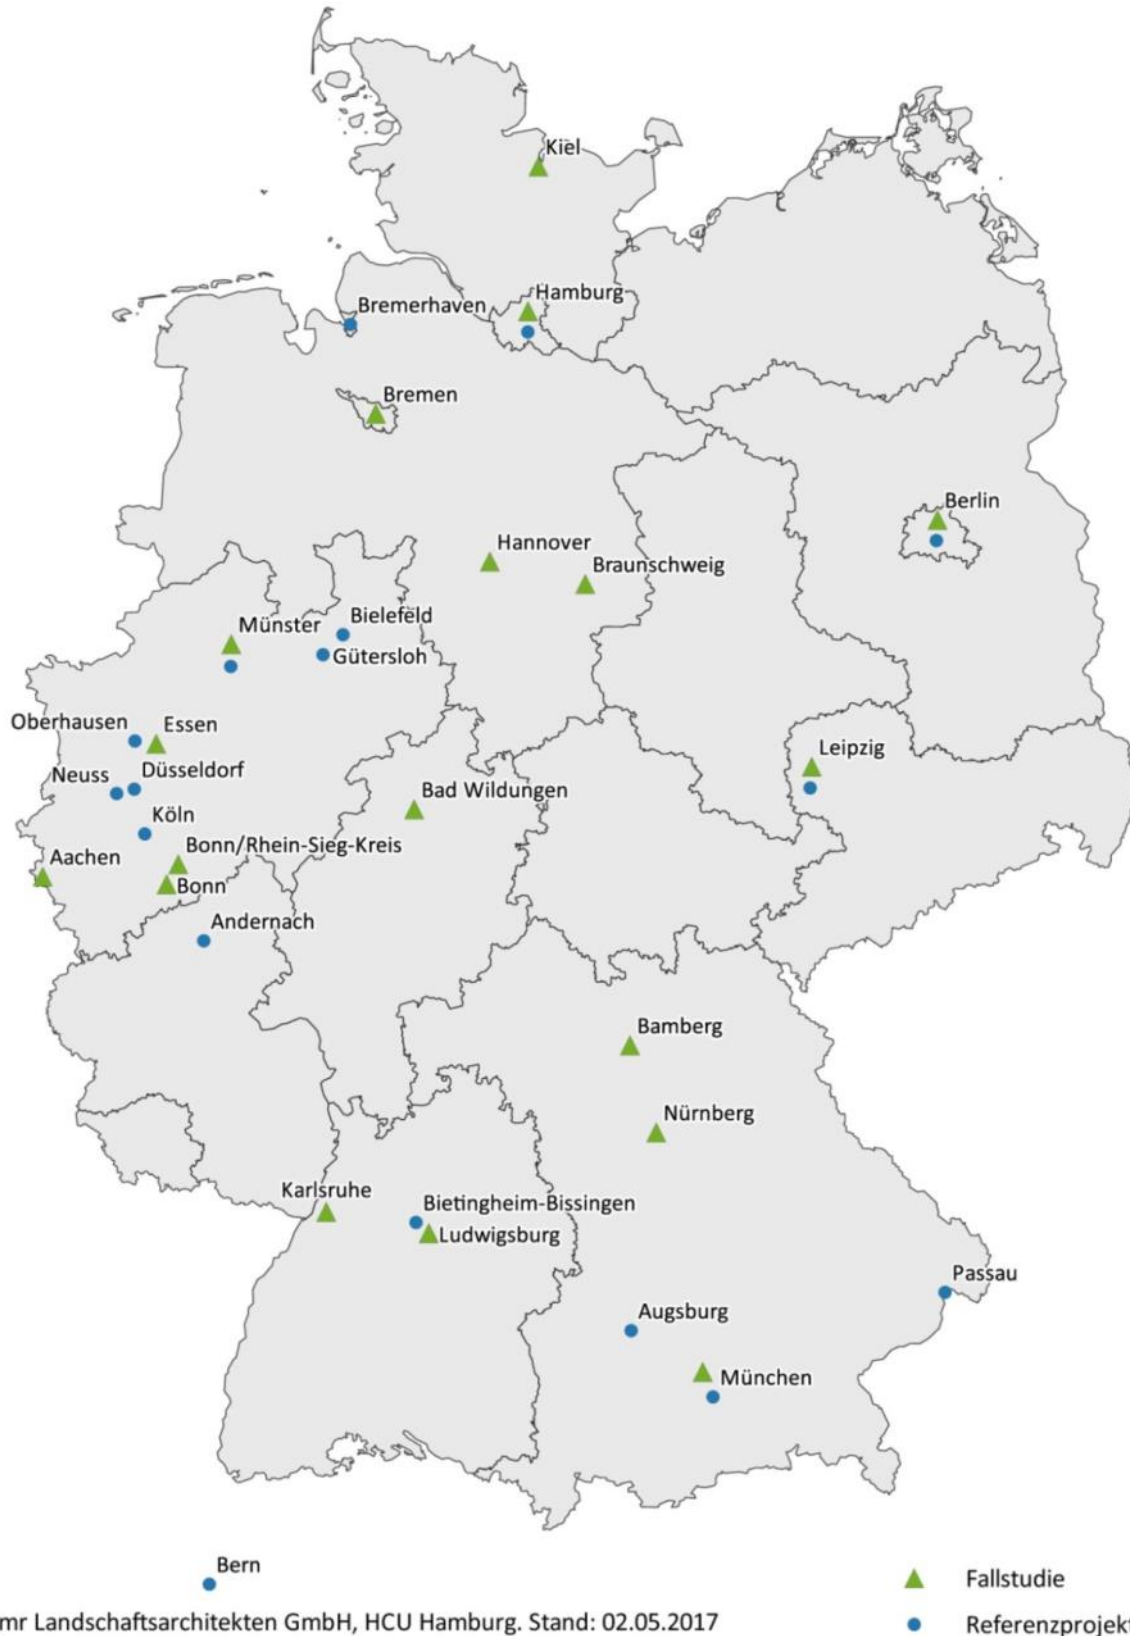 Kiel
Hamburg
Bremerhaven
Bremen
Berlin
Hannover
Braunschweig
Bielefeld
Münster
Gütersloh
Oberhausen
Essen
Leipzig
Neuss
Düsseldorf
Bad Wildungen
Köln
Bonn/Rhein-Sieg-Kreis
Aachen
Bonn
Andernach
Bamberg
Nürnberg
Karlsruhe
Bietingheim-Bissingen
Ludwigsburg
Passau
Augsburg
München
Bern
Fallstudie
mr Landschaftsarchitekten GmbH, HCU Hamburg. Stand: 02.05.2017
Referenzprojekt